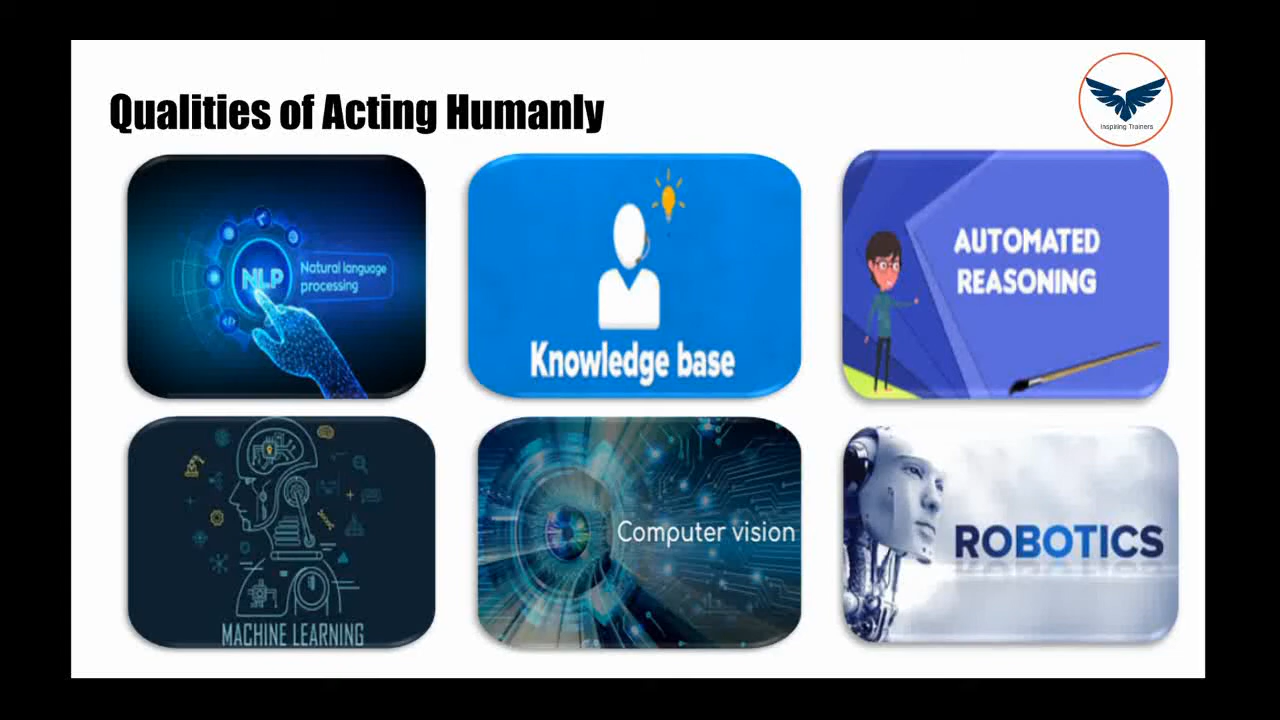 Qualities of Acting Humanly
Inspiring Trainers
NLP
Natural language
processing
Knowledge base
AUTOMATED
REASONING
MACHINE LEARNING
Computer vision
ROBOTICS